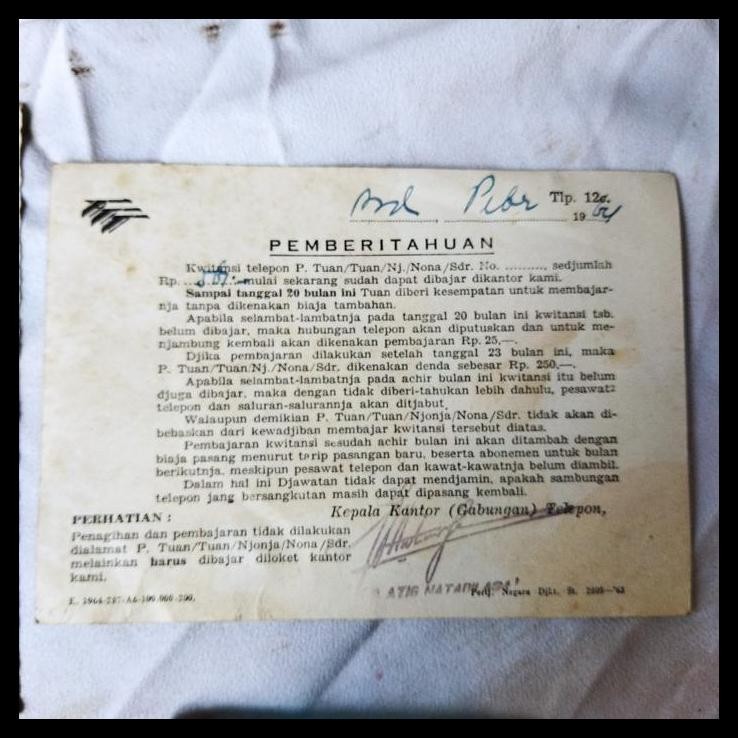 Tlp. 12c.
19 64
PEMBERITAHUAN
Kwitansi telepon P. Tuan/Tuan/Nj./Nona/Sdr. No. .........., sedjumlah
Rp. .......... mulai sekarang sudah dapat dibajar dikantor kami.
Sampai tanggal 20 bulan ini Tuan diberi kesempatan untuk membajar-
nja tanpa dikenakan biaja tambahan.
Apabila selambat-lambatnja pada tanggal 20 bulan ini kwitansi tsb.
belum dibajar, maka hubungan telepon akan diputuskan dan untuk me-
njambung kembali akan dikenakan pembajaran Rp. 25,—.
Djika pembajaran dilakukan setelah tanggal 23 bulan ini, maka
P. Tuan/Tuan/Nj./Nona/Sdr. dikenakan denda sebesar Rp. 250,—.
Apabila selambat-lambatnja pada achir bulan ini kwitansi itu belum
djuga dibajar, maka dengan tidak diberi-tahukan lebih dahulu, pesawat2
telepon dan saluran-salurannja akan ditjabut.
Walaupun demikian P. Tuan/Tuan/Njonja/Nona/Sdr. tidak akan di-
bebaskan dari kewadjiban membajar kwitansi tersebut diatas.
Pembajaran kwitansi sesudah achir bulan ini akan ditambah dengan
biaja pasang menurut tarip pasangan baru, beserta abonemen untuk bulan
berikutnja, meskipun pesawat telepon dan kawat-kawatnja belum diambil.
Dalam hal ini Djawatan tidak dapat mendjamin, apakah sambungan
telepon jang bersangkutan masih dapat dipasang kembali.
Kepala Kantor (Gabungan) Telepon,
PERHATIAN :
Penagihan dan pembajaran tidak dilakukan
dialamat P. Tuan/Tuan/Njonja/Nona/Sdr.
melainkan harus dibajar diloket kantor
kami.
ATIG NATADILAGA
Pertj. Negara Djkt. St.